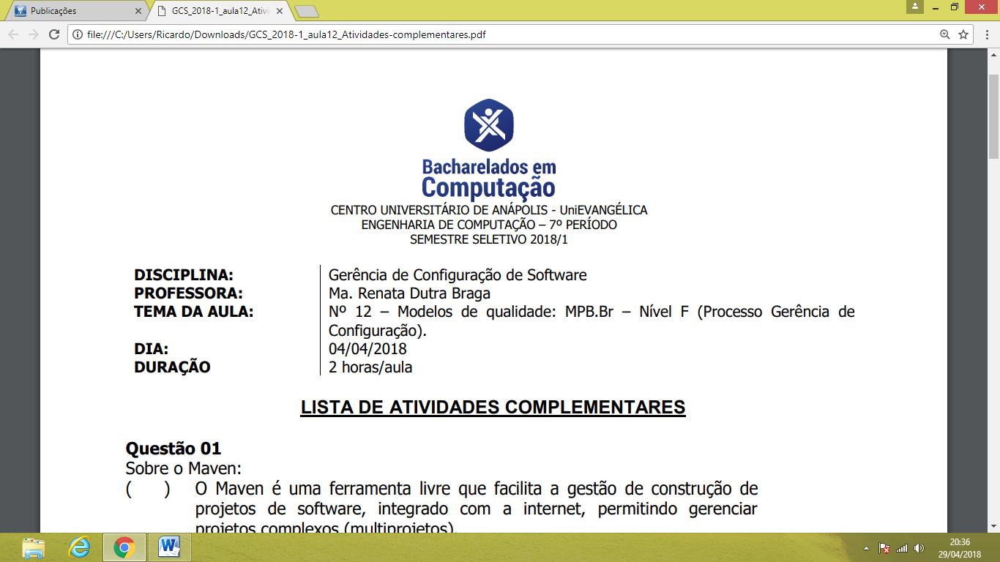 Publicações
GCS_2018-1_aula12_Ativi
file:///C:/Users/Ricardo/Downloads/GCS_2018-1_aula12_Atividades-complementares.pdf
Bacharelados em
Computação
CENTRO UNIVERSITÁRIO DE ANÁPOLIS - UniEVANGÉLICA
ENGENHARIA DE COMPUTAÇÃO – 7º PERÍODO
SEMESTRE SELETIVO 2018/1
DISCIPLINA: Gerência de Configuração de Software
PROFESSORA: Ma. Renata Dutra Braga
TEMA DA AULA: Nº 12 – Modelos de qualidade: MPB.Br – Nível F (Processo Gerência de
Configuração).
DIA: 04/04/2018
DURAÇÃO 2 horas/aula
LISTA DE ATIVIDADES COMPLEMENTARES
Questão 01
Sobre o Maven:
( ) O Maven é uma ferramenta livre que facilita a gestão de construção de
projetos de software, integrado com a internet, permitindo gerenciar
projetos complexos (multiprojetos).
20:36
29/04/2018